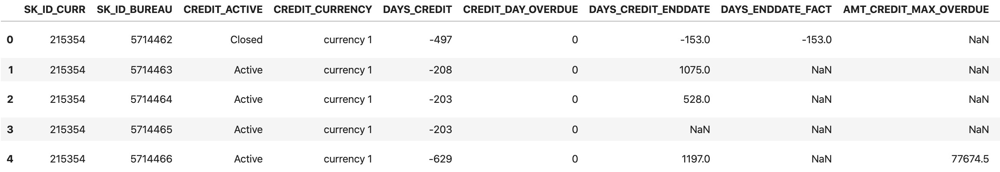 SK_ID_CURR SK_ID_BUREAU CREDIT_ACTIVE CREDIT_CURRENCY DAYS_CREDIT CREDIT_DAY_OVERDUE DAYS_CREDIT_ENDDATE DAYS_ENDDATE_FACT AMT_CREDIT_MAX_OVERDUE
0 215354 5714462 Closed currency 1 -497 0 -153.0 -153.0 NaN
1 215354 5714463 Active currency 1 -208 0 1075.0 NaN NaN
2 215354 5714464 Active currency 1 -203 0 528.0 NaN NaN
3 215354 5714465 Active currency 1 -203 0 NaN NaN NaN
4 215354 5714466 Active currency 1 -629 0 1197.0 NaN 77674.5